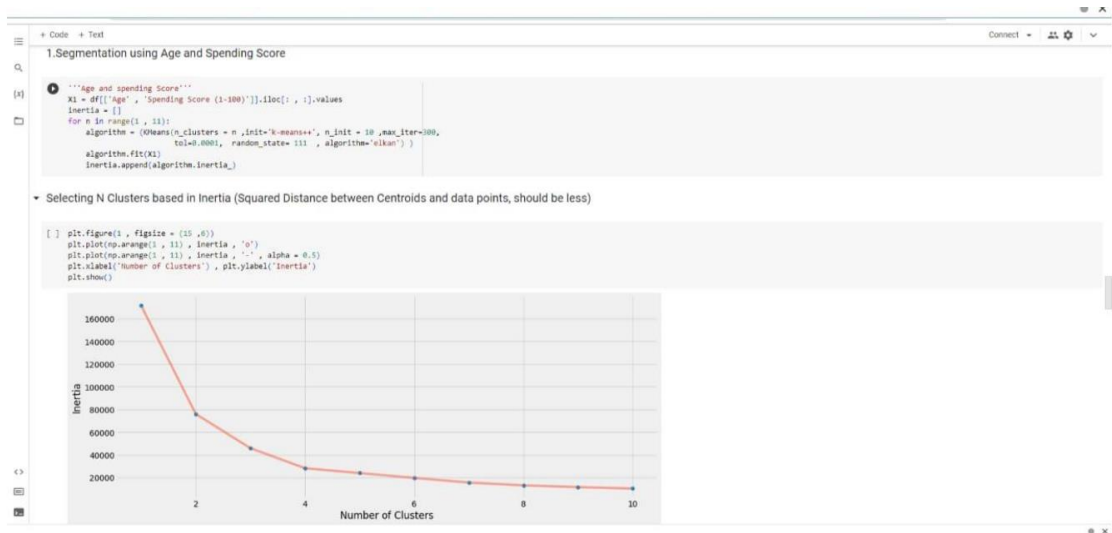 + Code + Text
Connect
1.Segmentation using Age and Spending Score
'''Age and spending Score'''
X1 = df[['Age' , 'Spending Score (1-100)']].iloc[: , :].values
inertia = []
for n in range(1 , 11):
algorithm = (KMeans(n_clusters = n ,init='k-means++', n_init = 10 ,max_iter=300,
tol=0.0001, random_state= 111 , algorithm='elkan') )
algorithm.fit(X1)
inertia.append(algorithm.inertia_)
{x}
Selecting N Clusters based in Inertia (Squared Distance between Centroids and data points, should be less)
[ ] plt.figure(1 , figsize = (15 ,6))
plt.plot(np.arange(1 , 11) , inertia , 'o')
plt.plot(np.arange(1 , 11) , inertia , '-' , alpha = 0.5)
plt.xlabel('Number of Clusters') , plt.ylabel('Inertia')
plt.show()
160000
140000
120000
100000
80000
60000
40000
20000
Inertia
2 4 6 8 10
Number of Clusters
<>